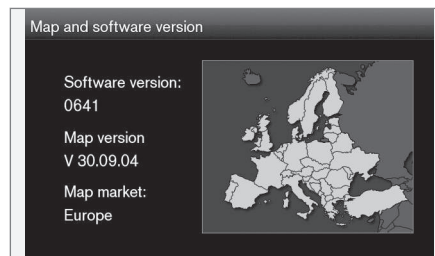 Map and software version
Software version:
0641
Map version
V 30.09.04
Map market:
Europe